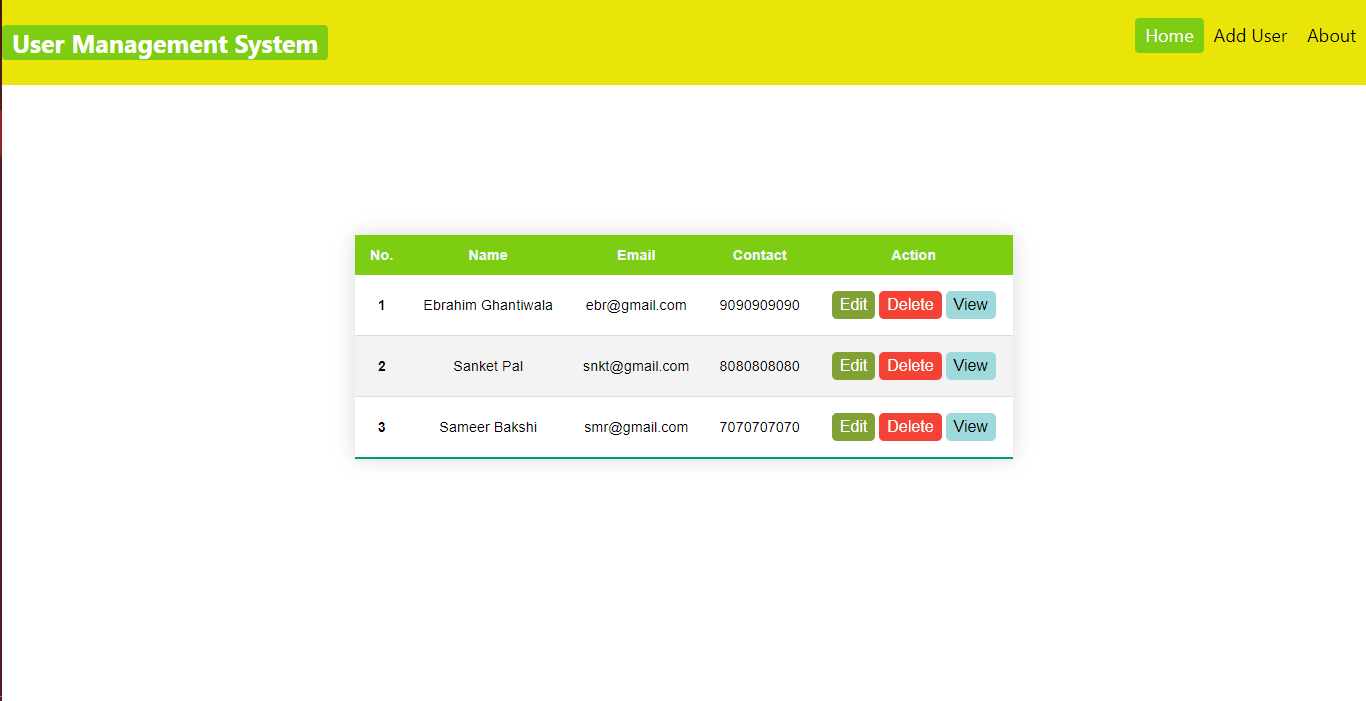 User Management System
Home Add User About
No. Name Email Contact Action
1 Ebrahim Ghantiwala ebr@gmail.com 9090909090 Edit Delete View
2 Sanket Pal snkt@gmail.com 8080808080 Edit Delete View
3 Sameer Bakshi smr@gmail.com 7070707070 Edit Delete View